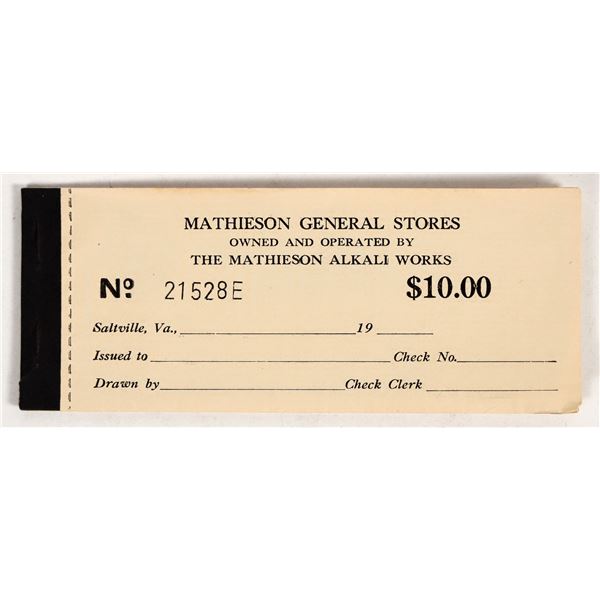 MATHIESON GENERAL STORES
OWNED AND OPERATED BY
THE MATHIESON ALKALI WORKS
Nº 21528E $10.00
Saltville, Va., 19
Issued to Check No.
Drawn by Check Clerk